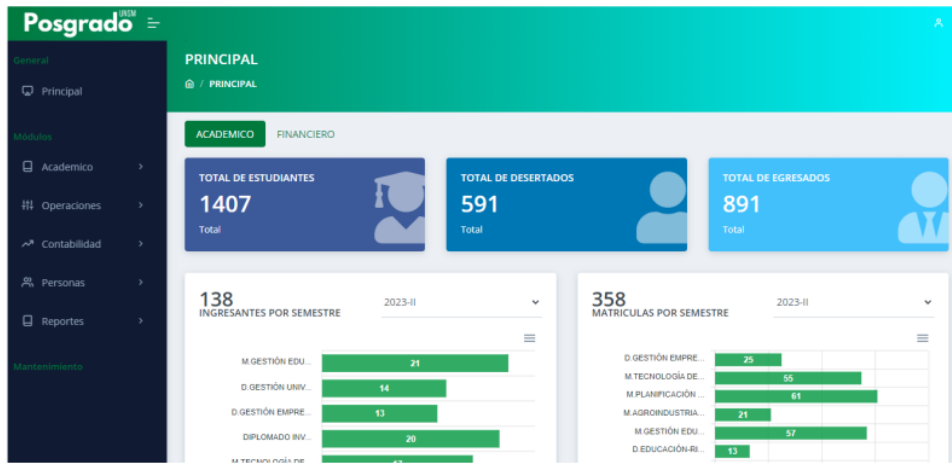 Posgrado UNSM
General
Principal
Módulos
Academico
Operaciones
Contabilidad
Personas
Reportes
Mantenimiento
PRINCIPAL
/ PRINCIPAL
ACADEMICO FINANCIERO
TOTAL DE ESTUDIANTES
1407
Total
TOTAL DE DESERTADOS
591
Total
TOTAL DE EGRESADOS
891
Total
138
INGRESANTES POR SEMESTRE
2023-II
M.GESTIÓN EDU... 21
D.GESTIÓN UNIV... 14
D.GESTIÓN EMPRE... 13
DIPLOMADO INV... 20
M.TECNOLOGÍA DE... 17
358
MATRICULAS POR SEMESTRE
2023-II
D.GESTIÓN EMPRE... 25
M.TECNOLOGÍA DE... 55
M.PLANIFICACIÓN ... 61
M.AGROINDUSTRIA... 21
M.GESTIÓN EDU... 57
D.EDUCACIÓN-RI... 13